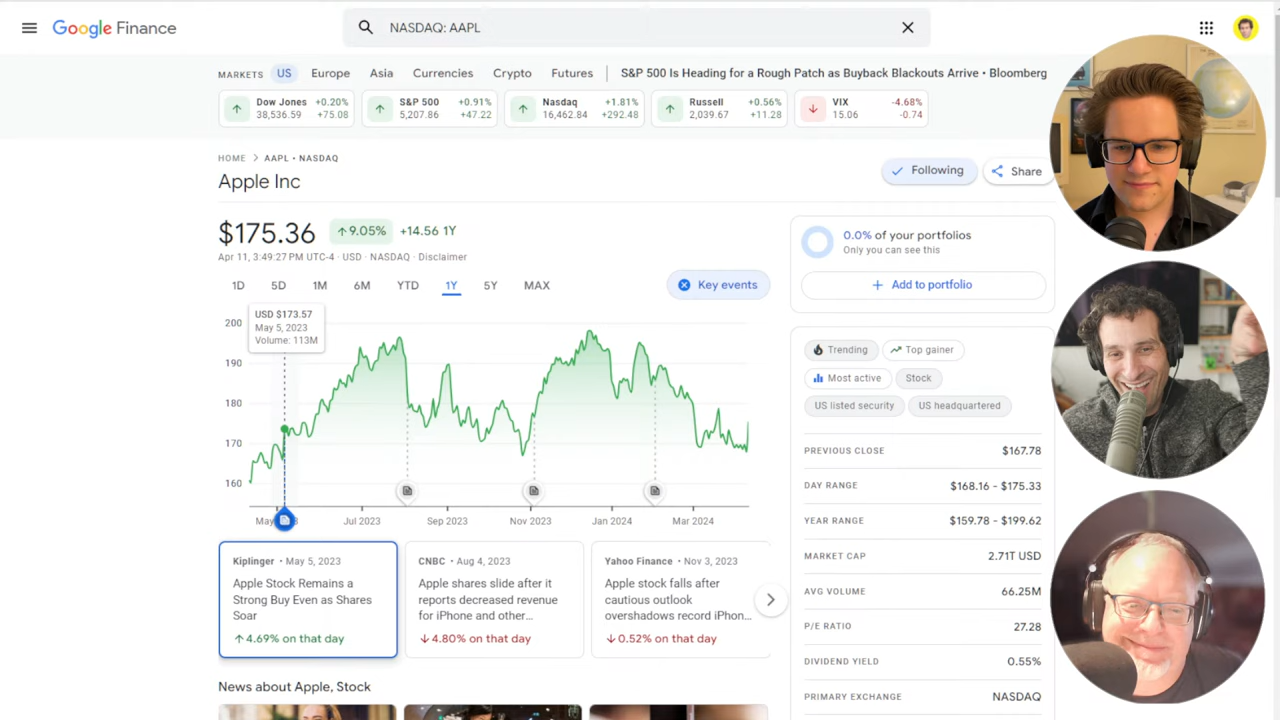 Google Finance
NASDAQ: AAPL
MARKETS US Europe Asia Currencies Crypto Futures S&P 500 Is Heading for a Rough Patch as Buyback Blackouts Arrive • Bloomberg
Dow Jones +0.20%
38,536.59 +75.08
S&P 500 +0.91%
5,207.86 +47.22
Nasdaq +1.81%
16,462.84 +292.48
Russell +0.56%
2,039.67 +11.28
VIX -4.68%
15.06 -0.74
HOME > AAPL • NASDAQ
Apple Inc
Following
Share
$175.36 ↑ 9.05% +14.56 1Y
Apr 11, 3:49:27 PM UTC-4 · USD · NASDAQ · Disclaimer
1D 5D 1M 6M YTD 1Y 5Y MAX
Key events
USD $173.57
May 5, 2023
Volume: 113M
200
190
180
170
160
May Jul 2023 Sep 2023 Nov 2023 Jan 2024 Mar 2024
Kiplinger • May 5, 2023
Apple Stock Remains a
Strong Buy Even as Shares
Soar
↑ 4.69% on that day
CNBC • Aug 4, 2023
Apple shares slide after it
reports decreased revenue
for iPhone and other...
↓ 4.80% on that day
Yahoo Finance • Nov 3, 2023
Apple stock falls after
cautious outlook
overshadows record iPhon...
↓ 0.52% on that day
News about Apple, Stock
0.0% of your portfolios
Only you can see this
+ Add to portfolio
Trending
Top gainer
Most active
Stock
US listed security
US headquartered
PREVIOUS CLOSE $167.78
DAY RANGE $168.16 - $175.33
YEAR RANGE $159.78 - $199.62
MARKET CAP 2.71T USD
AVG VOLUME 66.25M
P/E RATIO 27.28
DIVIDEND YIELD 0.55%
PRIMARY EXCHANGE NASDAQ